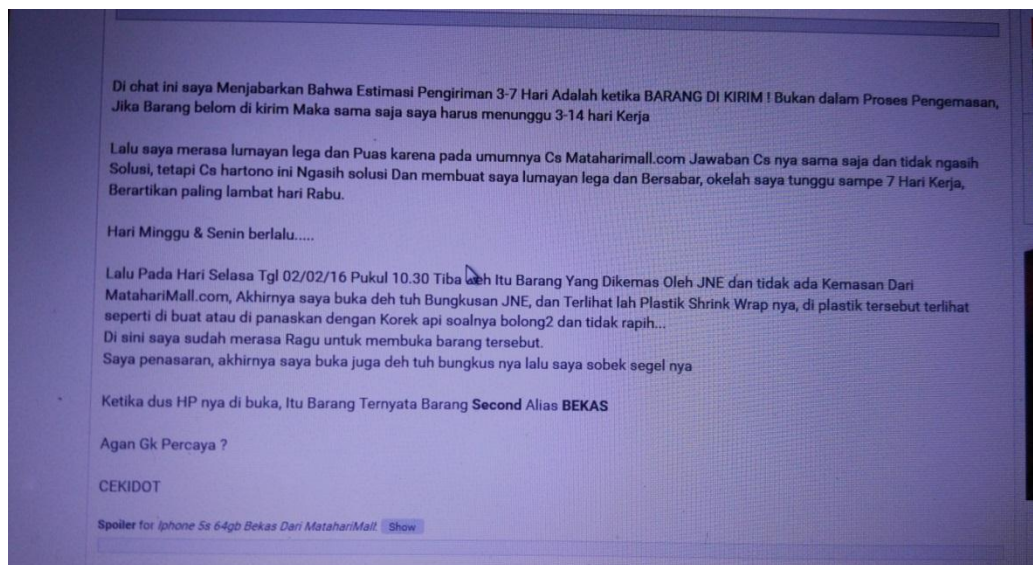 Di chat ini saya Menjabarkan Bahwa Estimasi Pengiriman 3-7 Hari Adalah ketika BARANG DI KIRIM ! Bukan dalam Proses Pengemasan,
Jika Barang belom di kirim Maka sama saja saya harus menunggu 3-14 hari Kerja
Lalu saya merasa lumayan lega dan Puas karena pada umumnya Cs Mataharimall.com Jawaban Cs nya sama saja dan tidak ngasih
Solusi, tetapi Cs hartono ini Ngasih solusi Dan membuat saya lumayan lega dan Bersabar, okelah saya tunggu sampe 7 Hari Kerja,
Berartikan paling lambat hari Rabu.
Hari Minggu & Senin berlalu.....
Lalu Pada Hari Selasa Tgl 02/02/16 Pukul 10.30 Tiba deh Itu Barang Yang Dikemas Oleh JNE dan tidak ada Kemasan Dari
MatahariMall.com, Akhirnya saya buka deh tuh Bungkusan JNE, dan Terlihat lah Plastik Shrink Wrap nya, di plastik tersebut terlihat
seperti di buat atau di panaskan dengan Korek api soalnya bolong2 dan tidak rapih...
Di sini saya sudah merasa Ragu untuk membuka barang tersebut.
Saya penasaran, akhirnya saya buka juga deh tuh bungkus nya lalu saya sobek segel nya
Ketika dus HP nya di buka, Itu Barang Ternyata Barang Second Alias BEKAS
Agan Gk Percaya ?
CEKIDOT
Spoiler for Iphone 5s 64gb Bekas Dari MatahariMall: Show